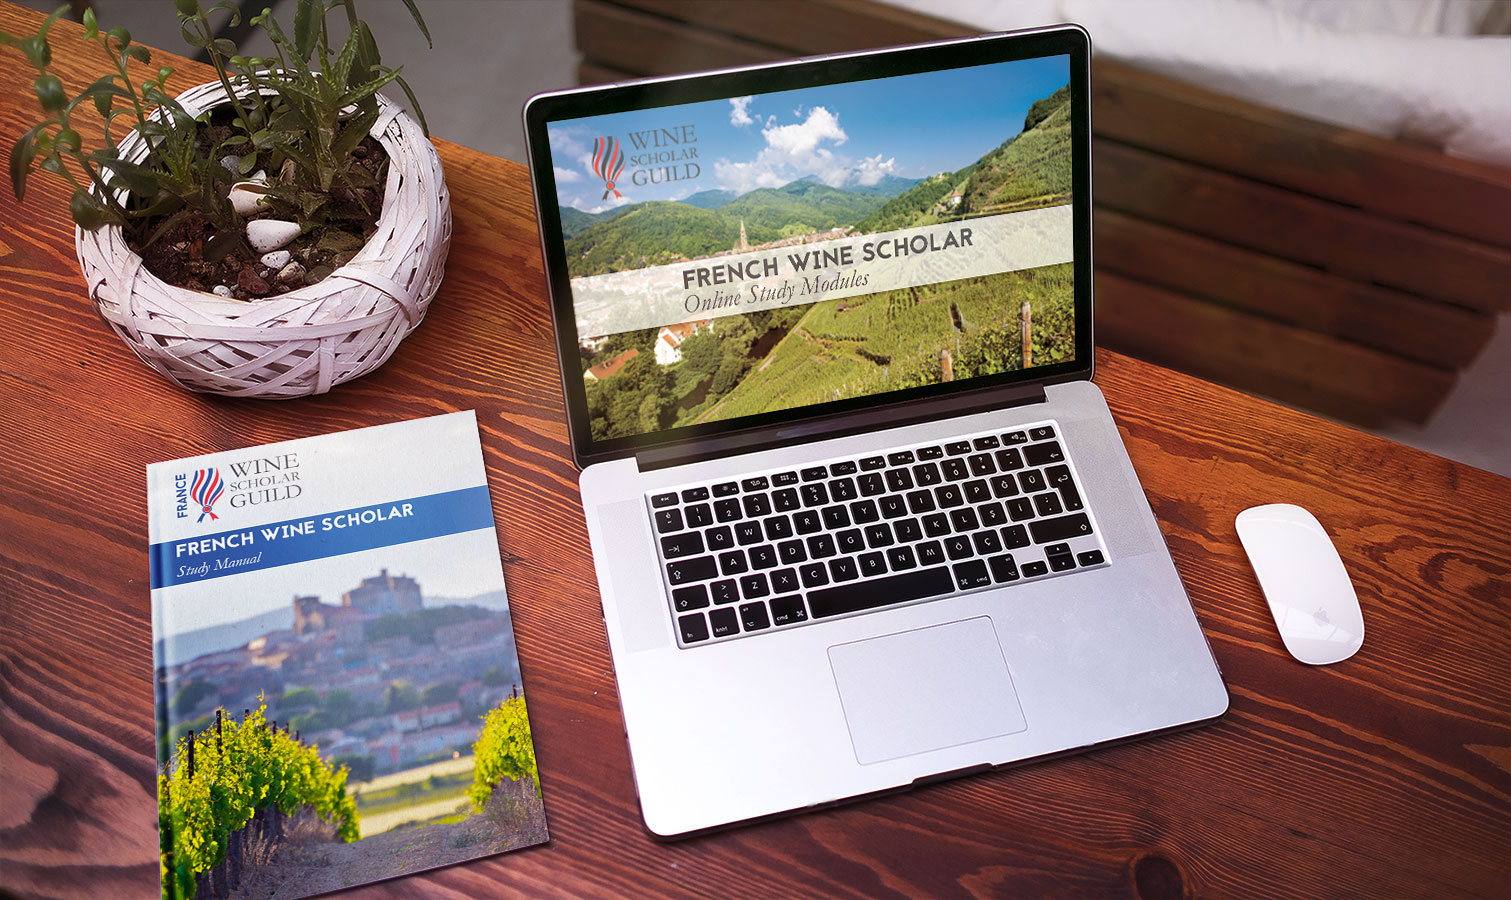 WINE
SCHOLAR
GUILD
FRENCH WINE SCHOLAR
Online Study Modules
FRANCE
WINE
SCHOLAR
GUILD
FRENCH WINE SCHOLAR
Study Manual